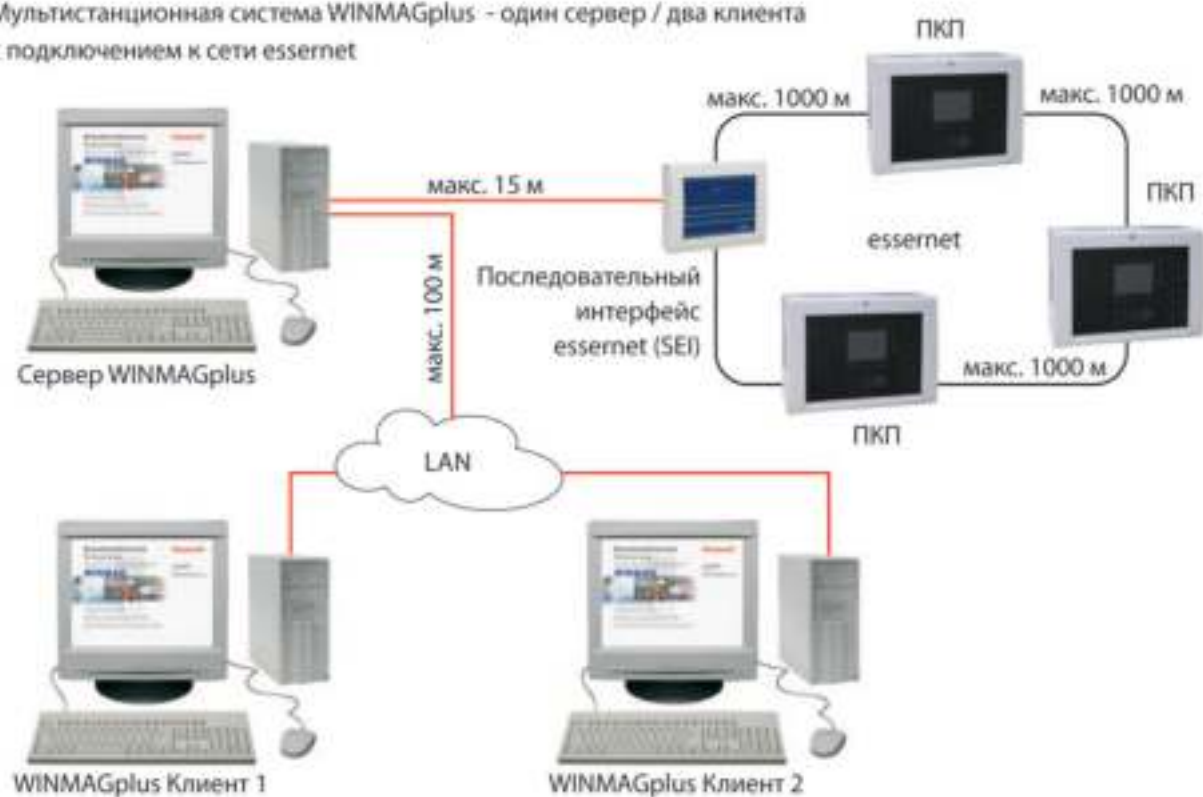 Мультистанционная система WINMAGplus - один сервер / два клиента
с подключением к сети essernet
ПКП
макс. 1000 м
макс. 1000 м
ПКП
макс. 15 м
essernet
макс. 100 м
Последовательный
интерфейс
essernet (SEI)
Сервер WINMAGplus
макс. 1000 м
ПКП
LAN
WINMAGplus Клиент 1
WINMAGplus Клиент 2